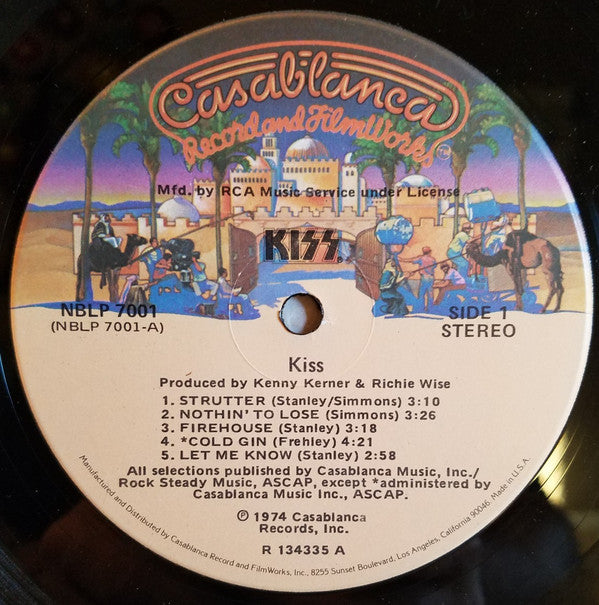 Casablanca
Record and FilmWorks
Mfd. by RCA Music Service under License
KISS
NBLP 7001
(NBLP 7001-A)
SIDE 1
STEREO
Kiss
Produced by Kenny Kerner & Richie Wise
1. STRUTTER (Stanley/Simmons) 3:10
2. NOTHIN' TO LOSE (Simmons) 3:26
3. FIREHOUSE (Stanley) 3:18
4. *COLD GIN (Frehley) 4:21
5. LET ME KNOW (Stanley) 2:58
All selections published by Casablanca Music, Inc./
Rock Steady Music, ASCAP, except *administered by
Casablanca Music Inc., ASCAP.
℗ 1974 Casablanca
Records, Inc.
R 134335 A
Manufactured and Distributed by Casablanca Record and FilmWorks, Inc., 8255 Sunset Boulevard, Los Angeles, California 90046. Made in U.S.A.